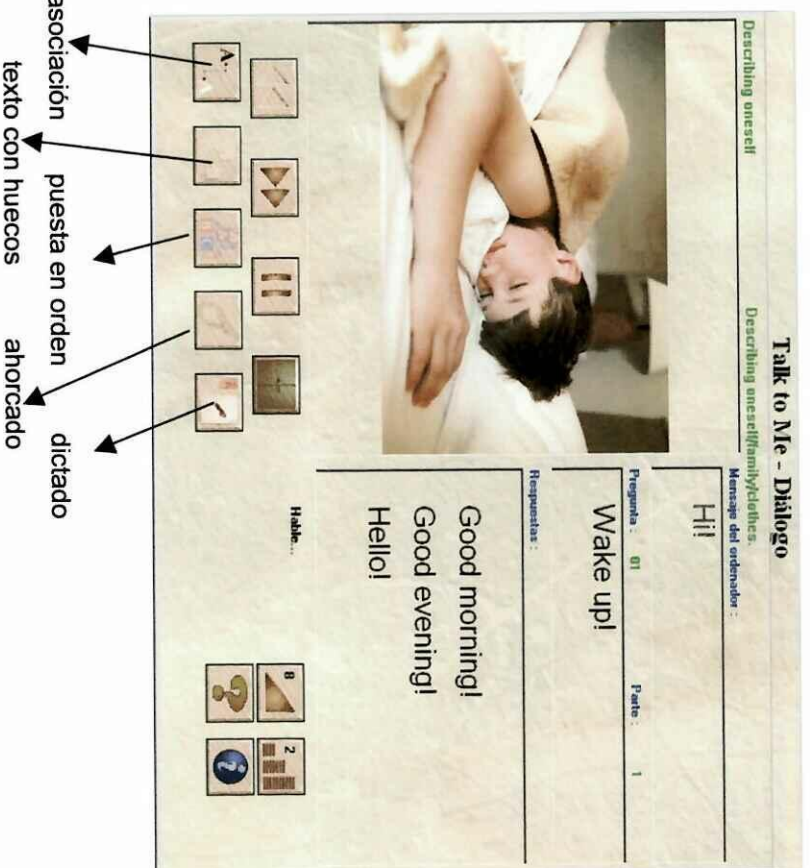 Talk to Me - Diálogo
Describing oneself
Describing oneself/family/clothes.
Mensaje del ordenador :
Hi!
Pregunta : 01 Parte : 1
Wake up!
Respuestas :
Good morning!
Good evening!
Hello!
Hable...
8
2
A
asociación
puesta en orden
dictado
texto con huecos
ahorcado